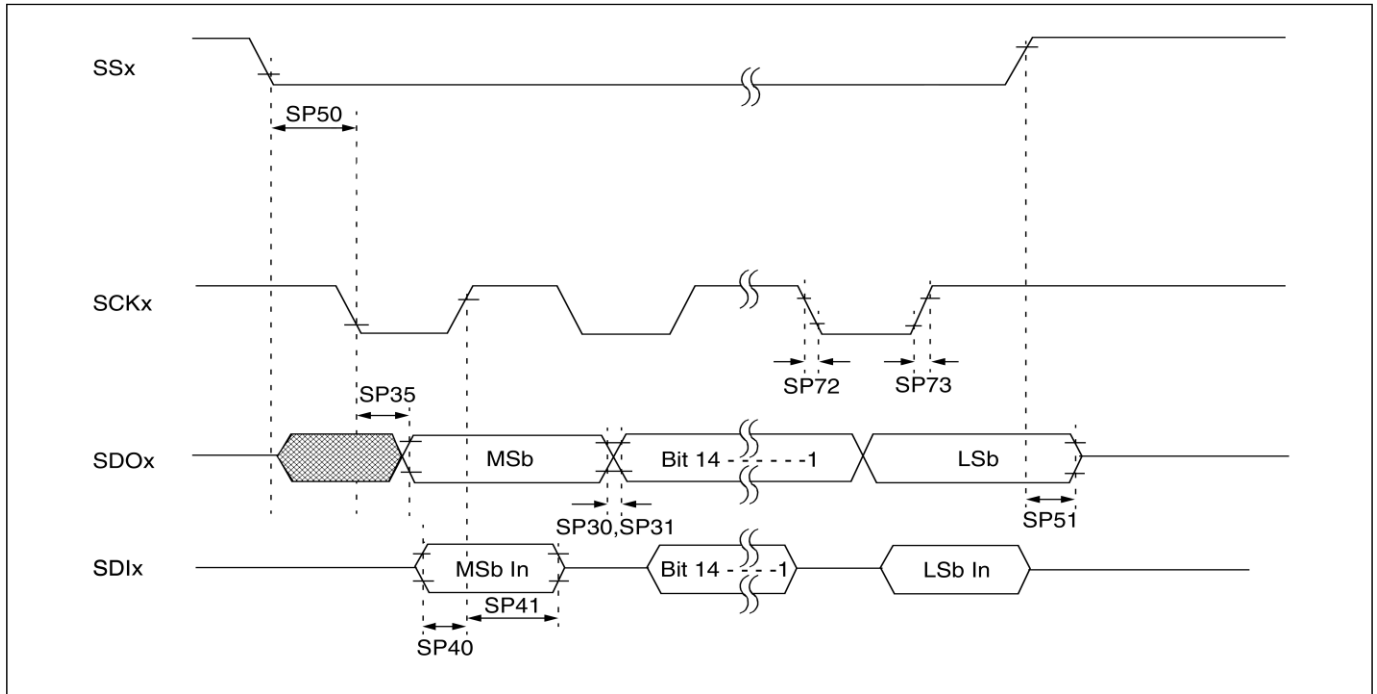 SSx
SP50
SCKx
SP72
SP73
SP35
SDOx
MSb
Bit 14 - - - - - - -1
LSb
SP30,SP31
SP51
SDIx
MSb In
Bit 14 - - - - -1
LSb In
SP41
SP40